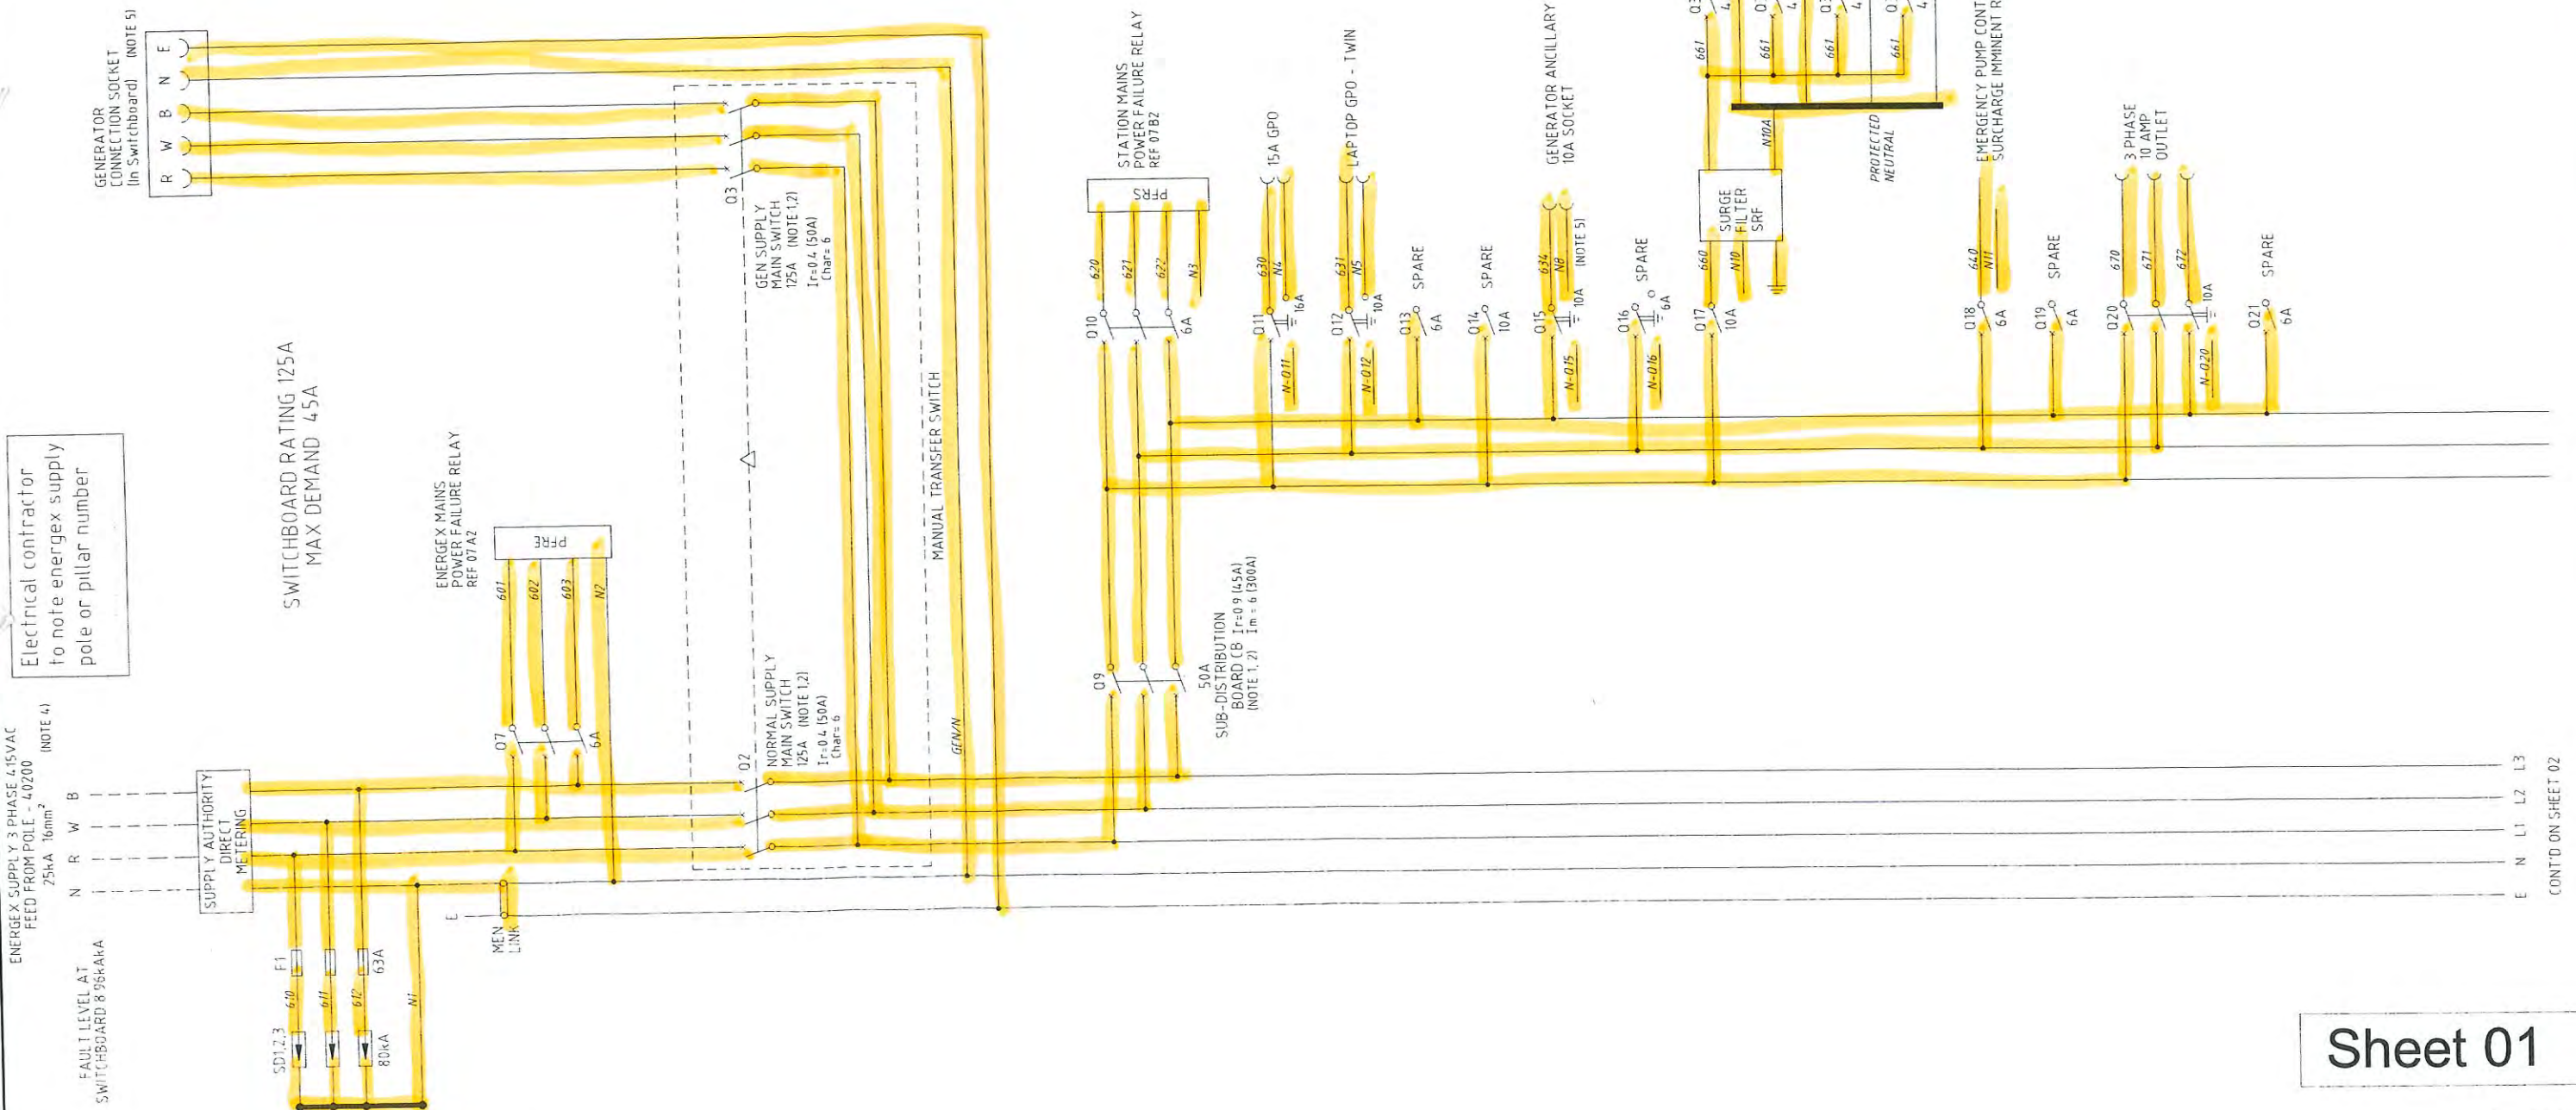 ENERGEX SUPPLY 3 PHASE 415VAC
FEED FROM POLE - 40200
25kA 16mm² (NOTE 4)
N R W B
FAULT LEVEL AT
SWITCHBOARD 8 96kAkA
Electrical contractor
to note energex supply
pole or pillar number
GENERATOR
CONNECTION SOCKET
(In Switchboard) (NOTE 5)
R W B N E
SUPPLY AUTHORITY
DIRECT
METERING
SWITCHBOARD RATING 125A
MAX DEMAND 45A
SD1,2,3
F1
610
611
612
N1
63A
80kA
E
MEN
LINK
ENERGEX MAINS
POWER FAILURE RELAY
REF 07 A2
PFRE
601
602
603
N2
Q7
6A
Q2
NORMAL SUPPLY
MAIN SWITCH
125A (NOTE 1,2)
Ir=0.4 (50A)
Char= 6
Q3
GEN SUPPLY
MAIN SWITCH
125A (NOTE 1,2)
Ir=0.4 (50A)
Char= 6
MANUAL TRANSFER SWITCH
GEN/N
Q9
50A
SUB-DISTRIBUTION
BOARD CB Ir=0 9 (45A)
(NOTE 1, 2) Im = 6 (300A)
STATION MAINS
POWER FAILURE RELAY
REF 07 B2
PFRS
620
621
622
N3
Q10
6A
15A GPO
630
N4
Q11
16A
N-Q11
LAPTOP GPO - TWIN
631
N5
Q12
10A
N-Q12
Q13
6A
SPARE
Q14
10A
SPARE
GENERATOR ANCILLARY
10A SOCKET
634
N8
(NOTE 5)
Q15
10A
N-Q15
SPARE
Q16
6A
N-Q16
661
661
661
661
N10A
PROTECTED
NEUTRAL
SURGE
FILTER
SRF
660
N10
Q17
10A
EMERGENCY PUMP CONT
SURCHARGE IMMINENT R
640
N11
Q18
6A
Q19
6A
SPARE
3 PHASE
10 AMP
OUTLET
670
671
672
Q20
10A
N-Q20
Q21
6A
SPARE
E N L1 L2 L3
CONT'D ON SHEET 02
Sheet 01